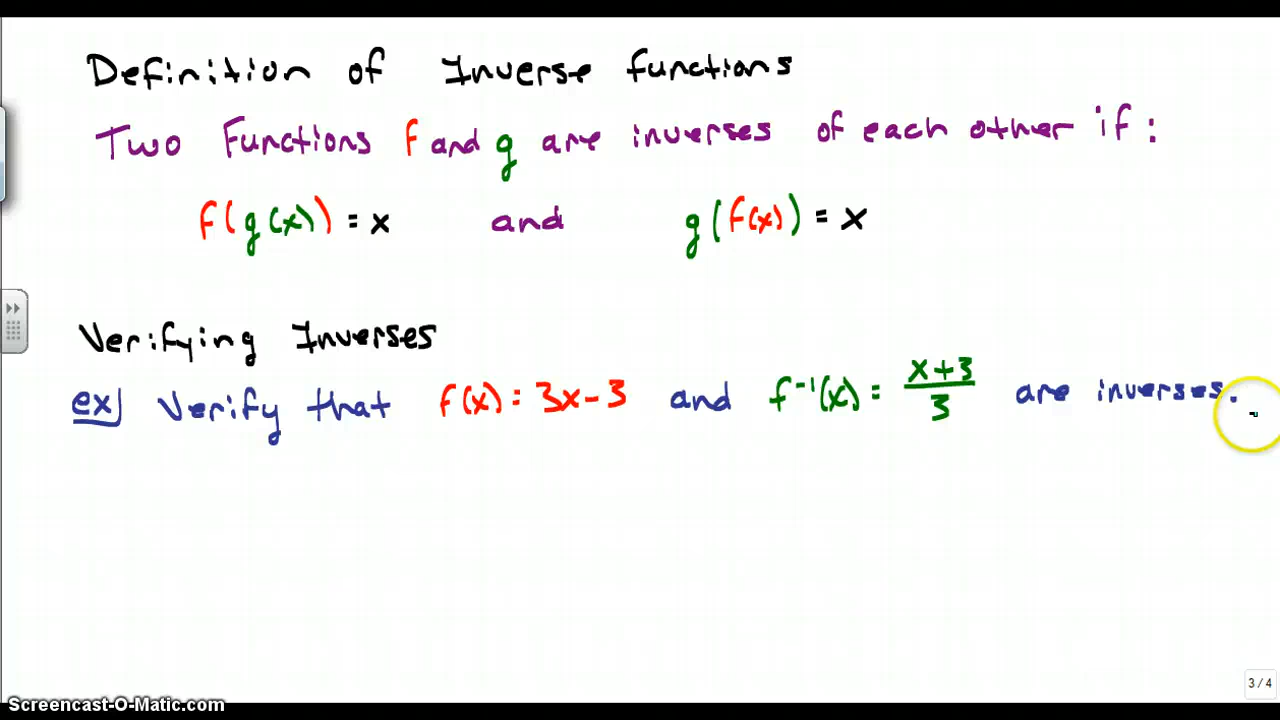 Definition of Inverse functions
Two Functions f and g are inverses of each other if:
f(g(x)) = x and g(f(x)) = x
Verifying Inverses
ex] Verify that f(x) = 3x - 3 and f⁻¹(x) = (x+3)/3 are inverses.
3 / 4
Screencast-O-Matic.com